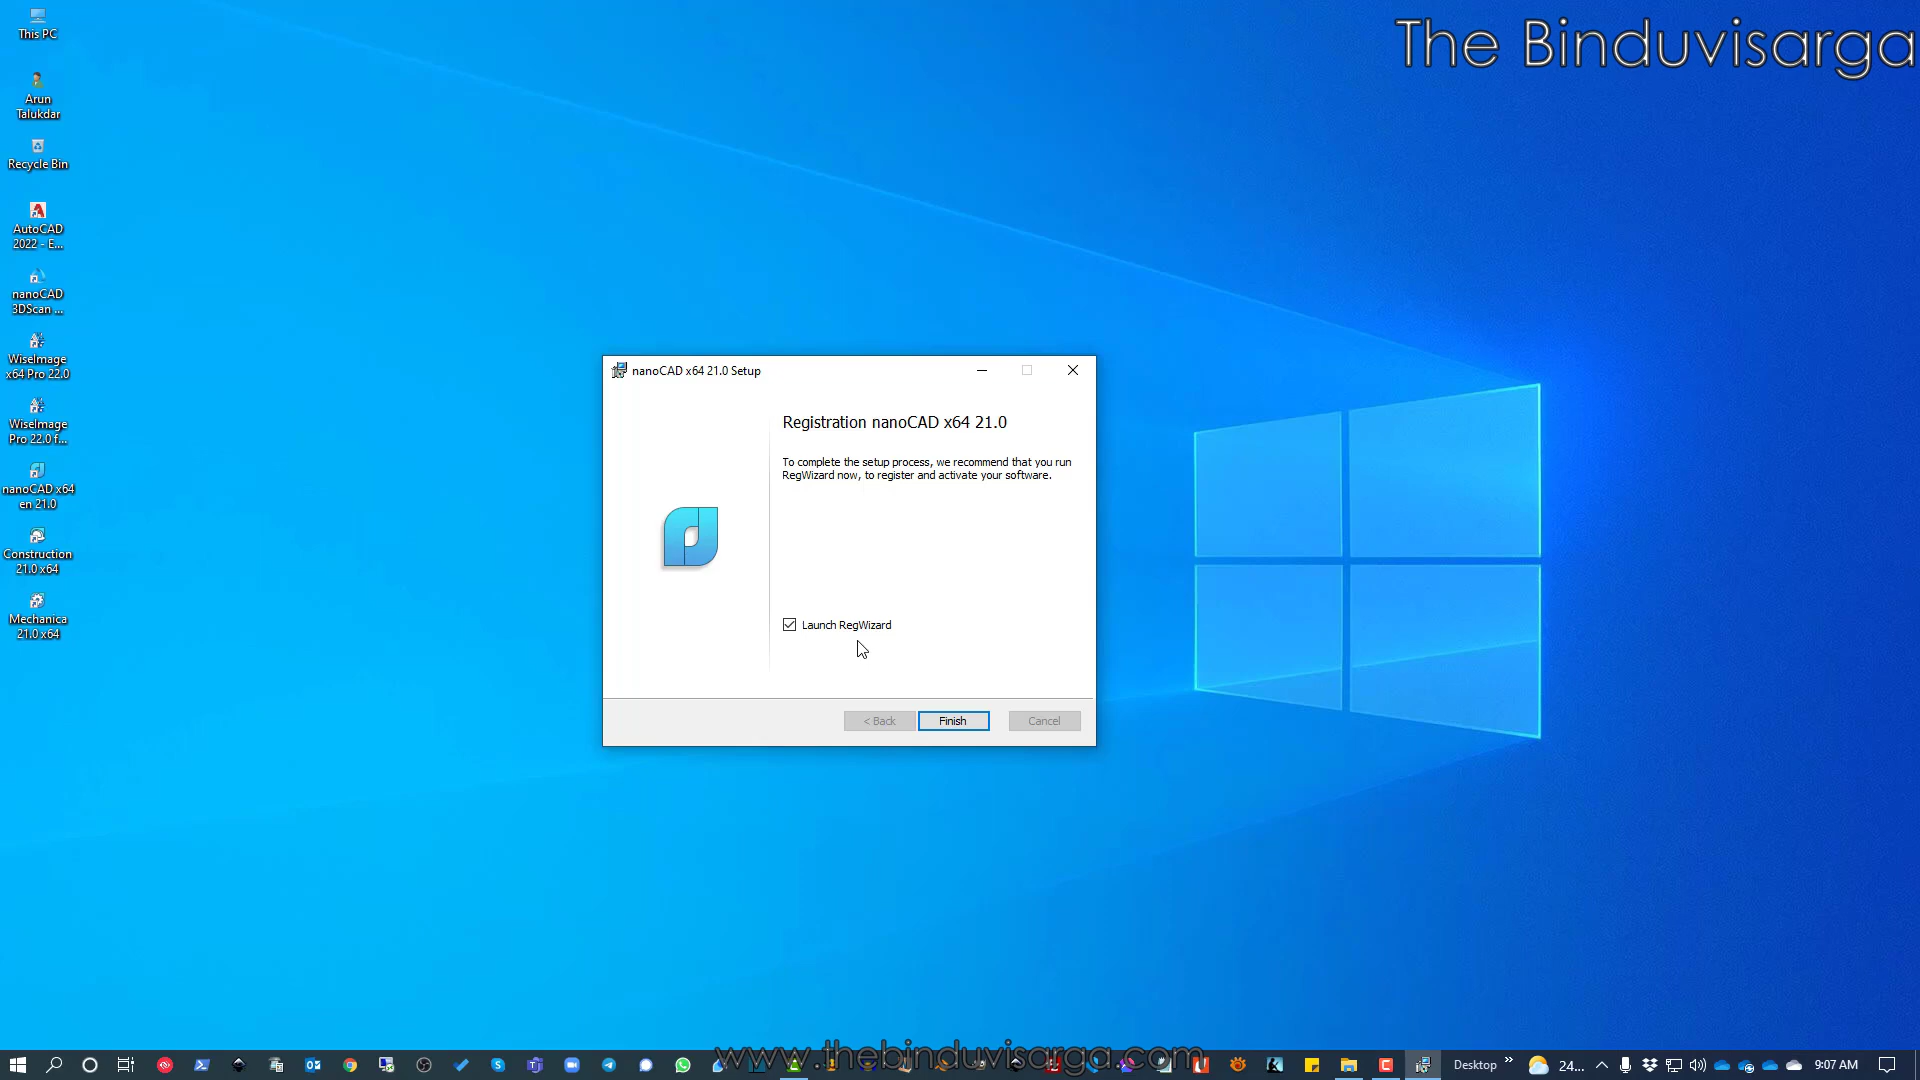 The Binduvisarga
This PC
Arun
Talukdar
Recycle Bin
AutoCAD
2022 - E...
nanoCAD
3DScan ...
WiseImage
x64 Pro 22.0
WiseImage
Pro 22.0 f...
nanoCAD x64
en 21.0
Construction
21.0 x64
Mechanica
21.0 x64
nanoCAD x64 21.0 Setup
Registration nanoCAD x64 21.0
To complete the setup process, we recommend that you run
RegWizard now, to register and activate your software.
Launch RegWizard
< Back
Finish
Cancel
www.thebinduvisarga.com
Desktop
24...
9:07 AM